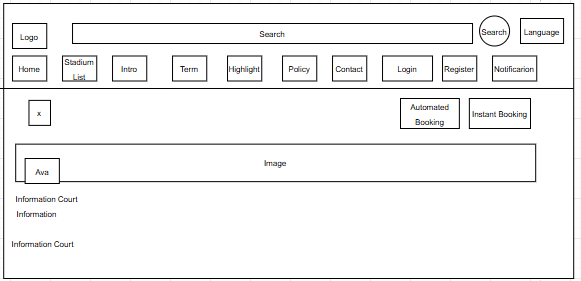 Logo
Search
Search
Language
Home
Stadium
List
Intro
Term
Highlight
Policy
Contact
Login
Register
Notificarion
x
Automated
Booking
Instant Booking
Image
Ava
Information Court
Information
Information Court